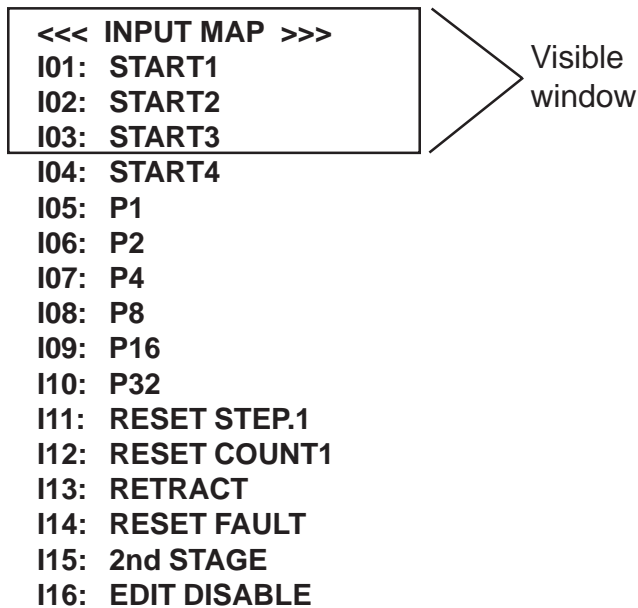 <<< INPUT MAP >>>
I01: START1
I02: START2
I03: START3
I04: START4
I05: P1
I06: P2
I07: P4
I08: P8
I09: P16
I10: P32
I11: RESET STEP.1
I12: RESET COUNT1
I13: RETRACT
I14: RESET FAULT
I15: 2nd STAGE
I16: EDIT DISABLE
Visible
window